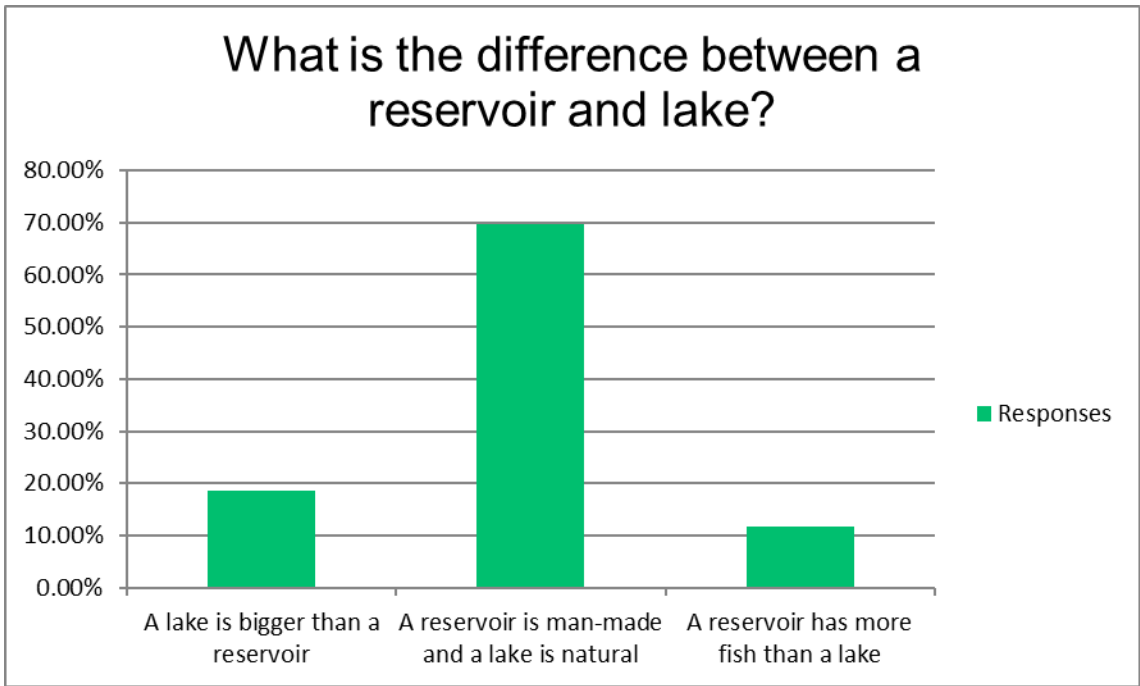 What is the difference between a
reservoir and lake?
80.00%
70.00%
60.00%
50.00%
40.00%
30.00%
20.00%
10.00%
0.00%
A lake is bigger than a
reservoir
A reservoir is man-made
and a lake is natural
A reservoir has more
fish than a lake
Responses